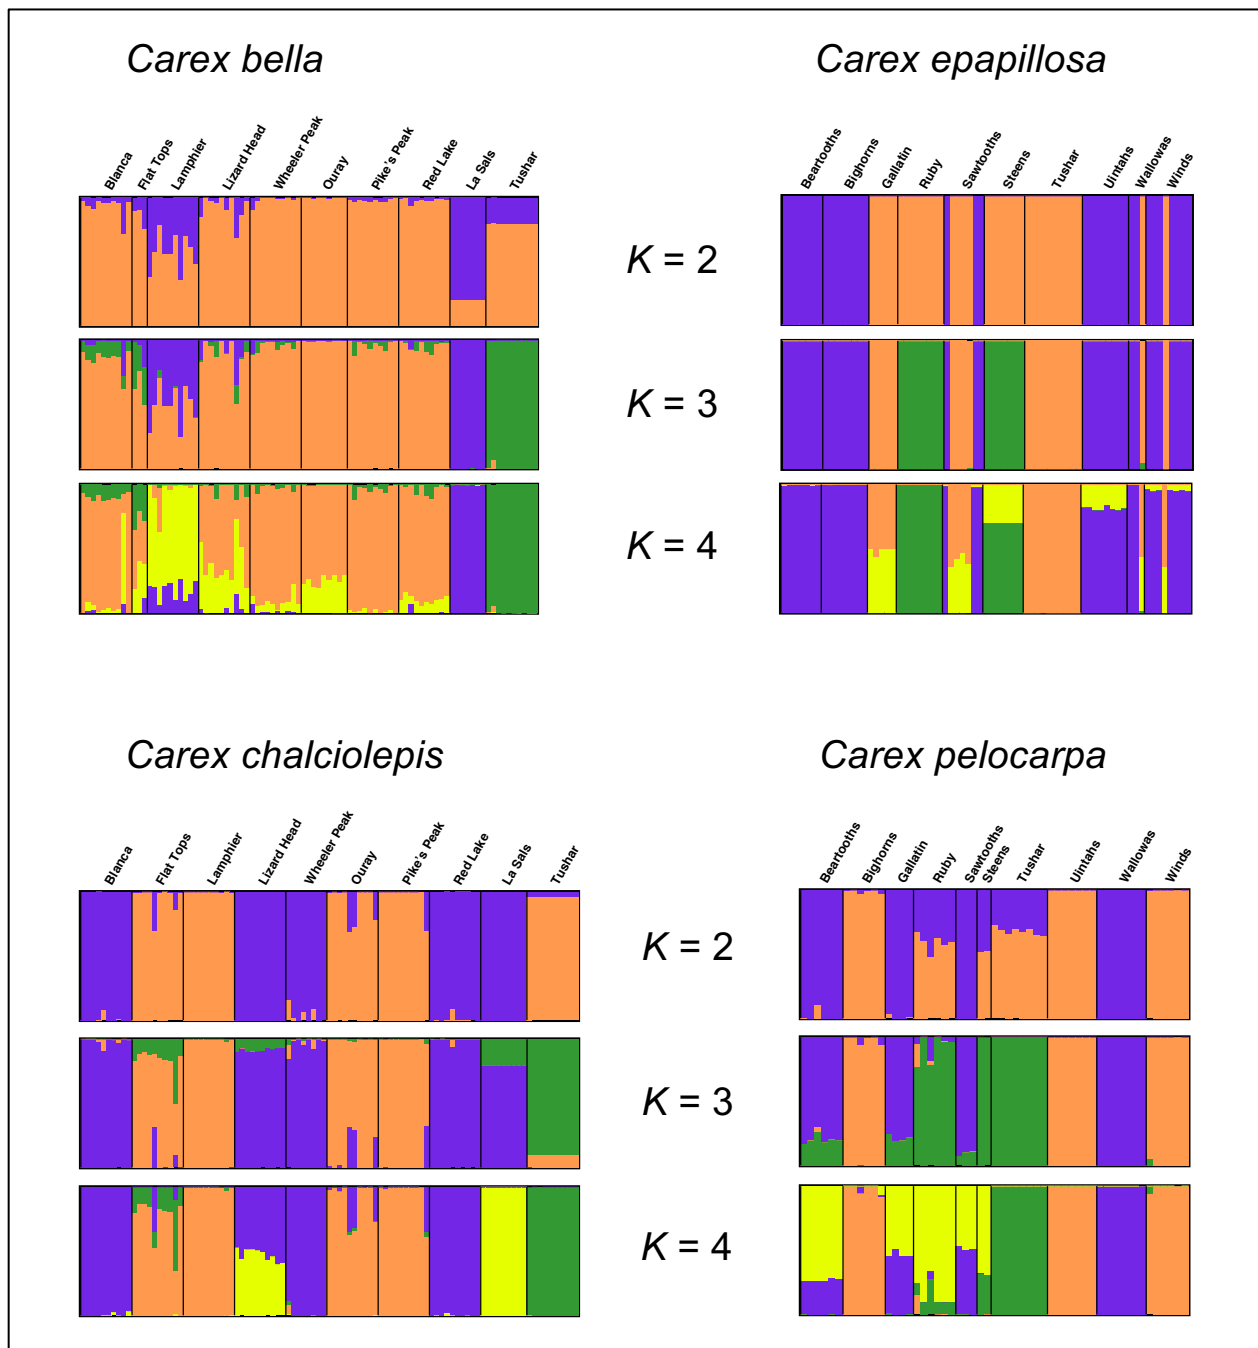 Carex bella
Carex epapillosa
Blanca
Flat Tops
Lamphier
Lizard Head
Wheeler Peak
Ouray
Pike's Peak
Red Lake
La Sals
Tushar
Beartooths
Bighorns
Gallatin
Ruby
Sawtooths
Steens
Tushar
Uintahs
Wallowas
Winds
K = 2
K = 3
K = 4
Carex chalciolepis
Carex pelocarpa
Blanca
Flat Tops
Lamphier
Lizard Head
Wheeler Peak
Ouray
Pike's Peak
Red Lake
La Sals
Tushar
Beartooths
Bighorns
Gallatin
Ruby
Sawtooths
Steens
Tushar
Uintahs
Wallowas
Winds
K = 2
K = 3
K = 4